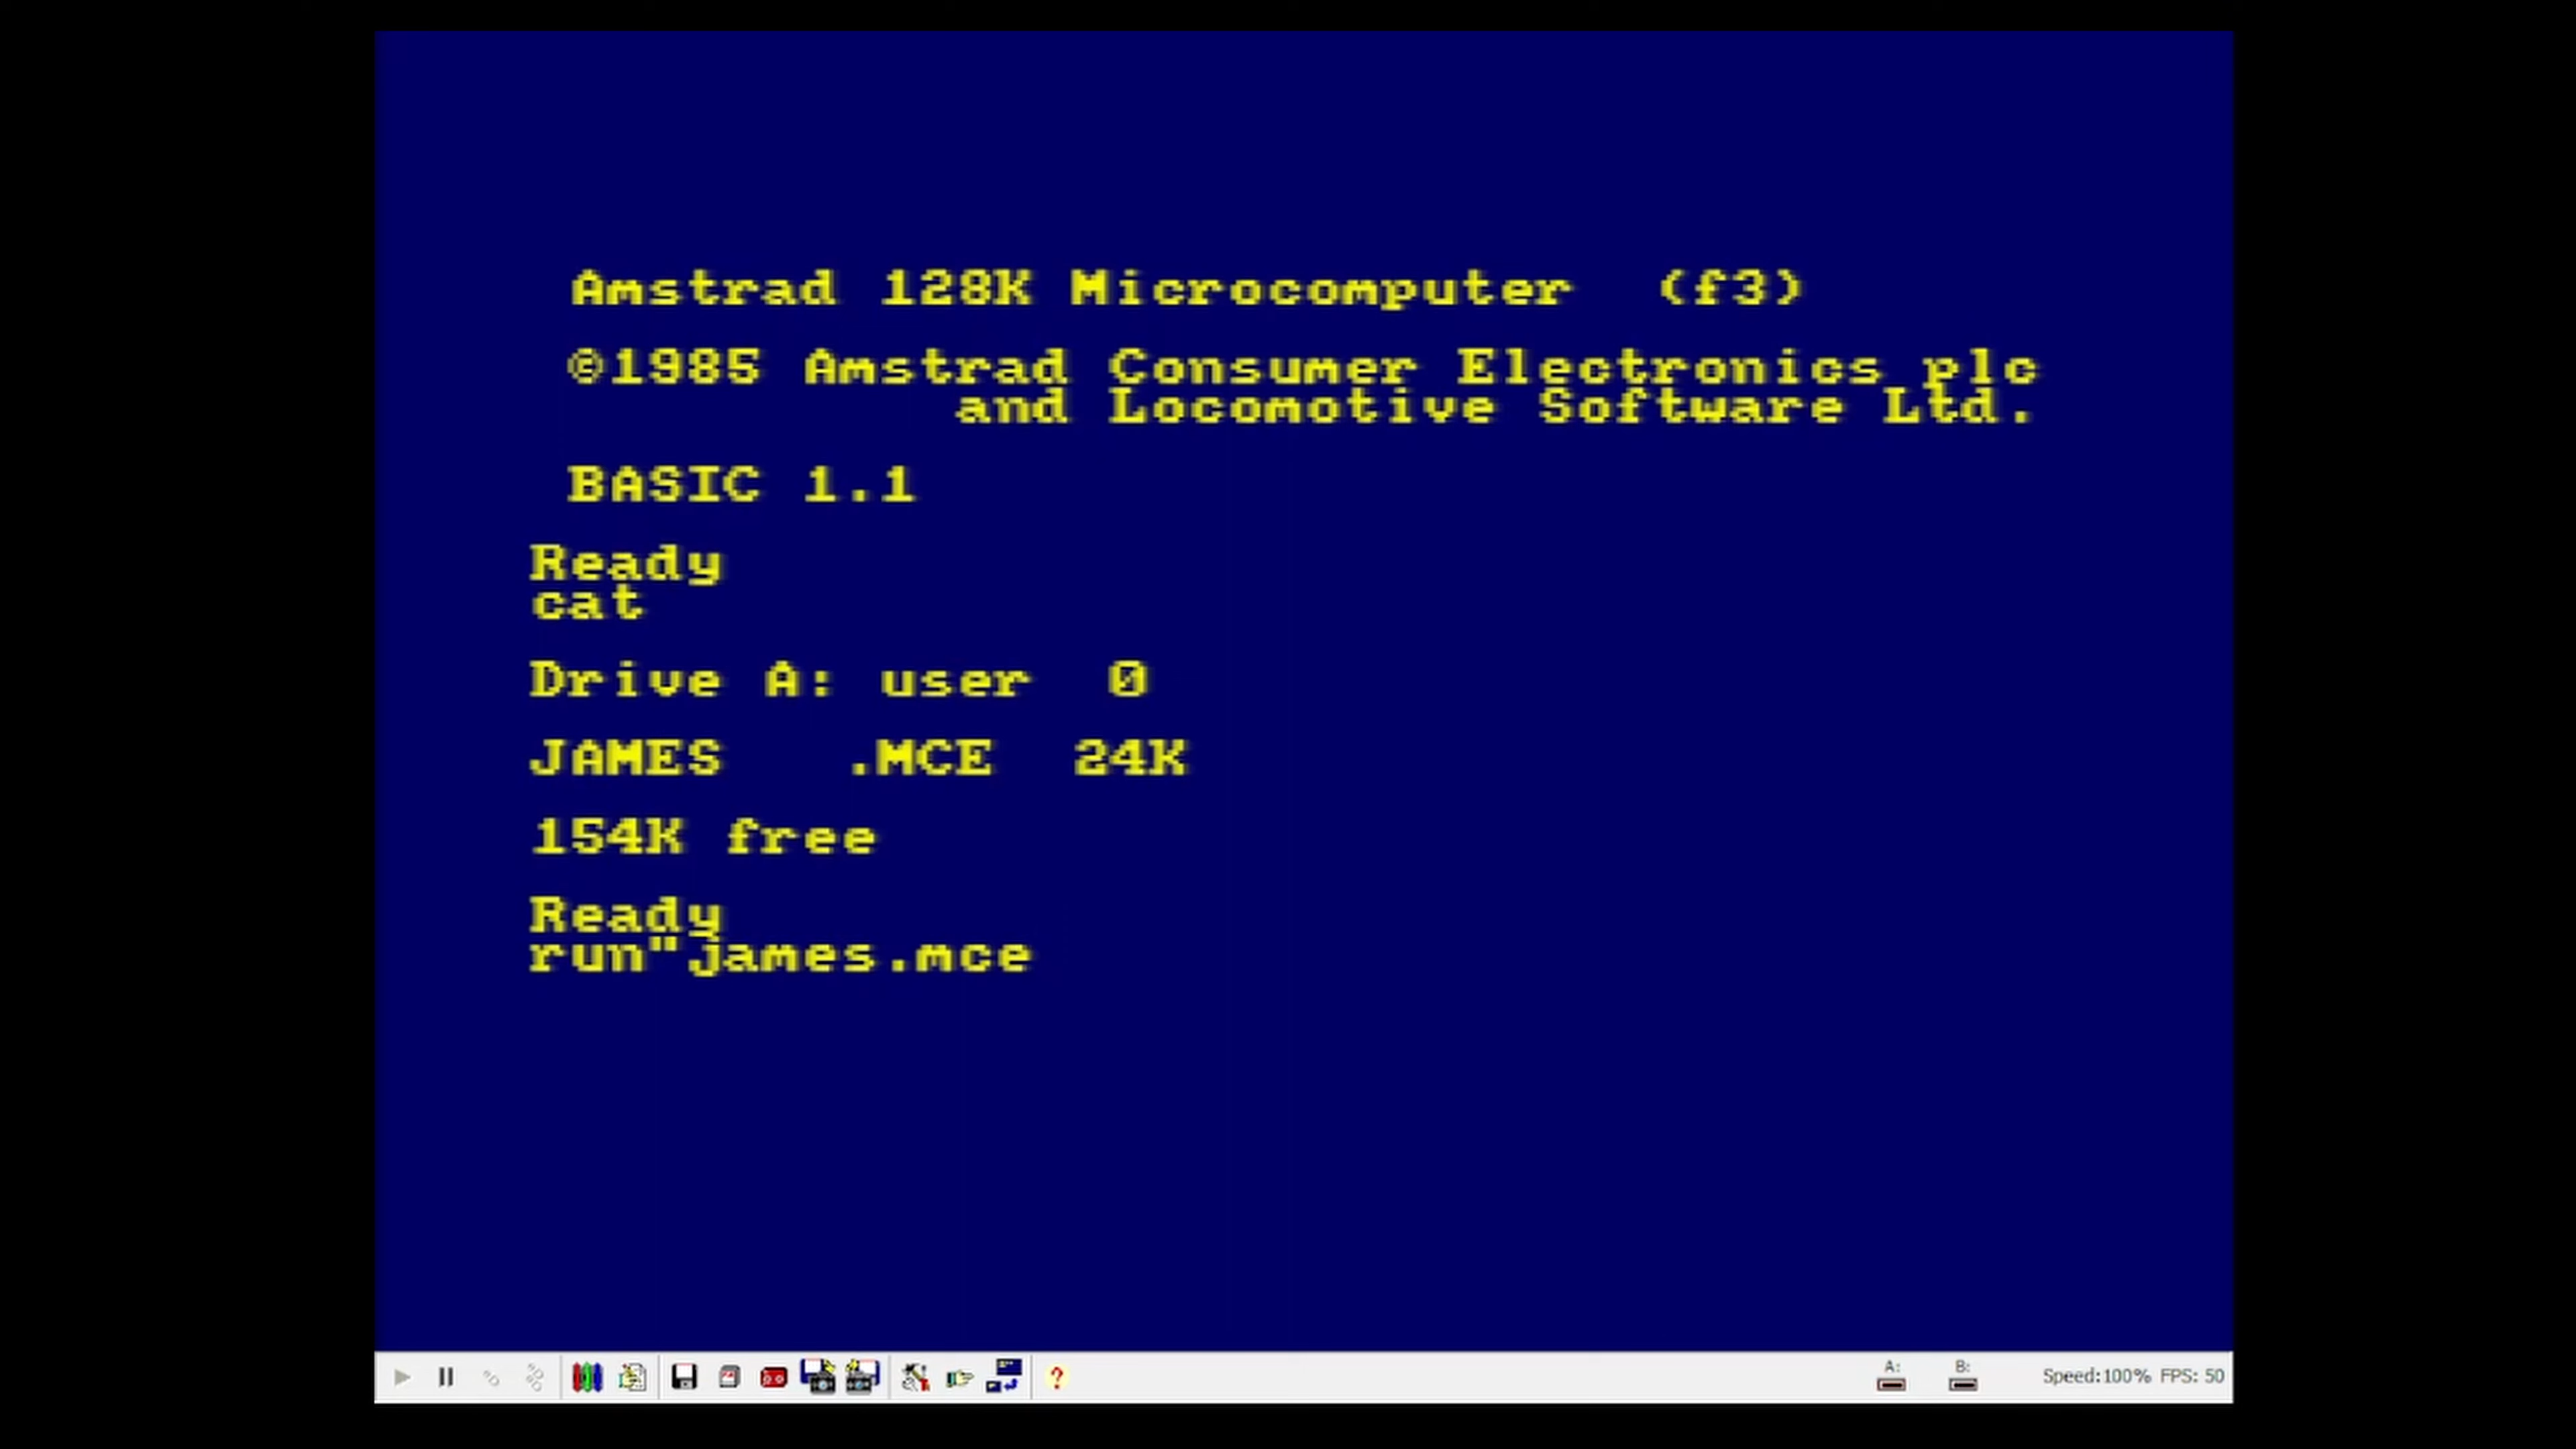 Amstrad 128K Microcomputer  (f3)
©1985 Amstrad Consumer Electronics plc
and Locomotive Software Ltd.
BASIC 1.1
Ready
cat
Drive A: user  0
JAMES   .MCE  24K
154K free
Ready
run"james.mce
A: B: Speed:100% FPS: 50